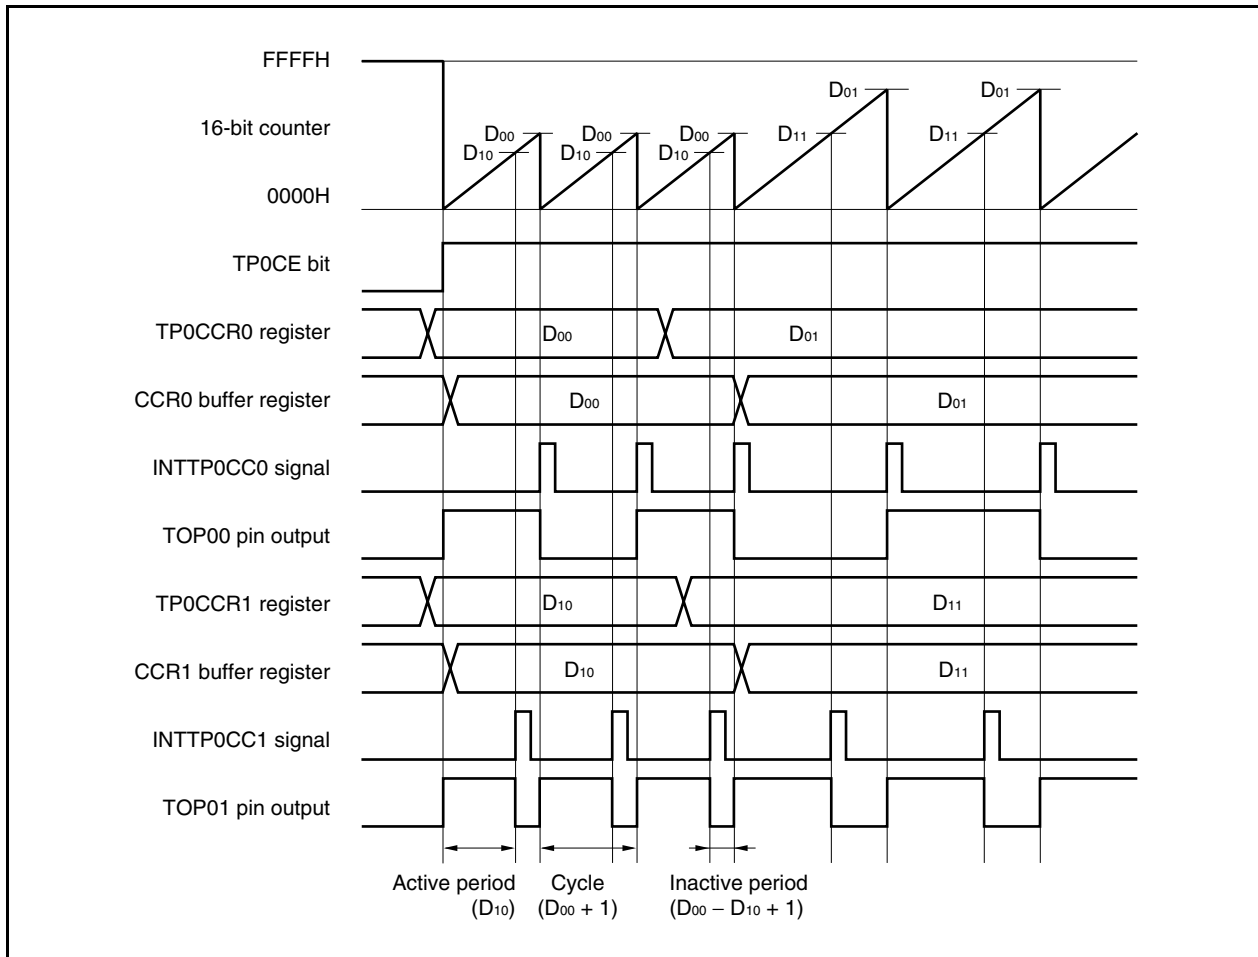 FFFFH
D01 D01
16-bit counter D00 D00 D00 D11 D11
D10 D10 D10
0000H
TP0CE bit
TP0CCR0 register D00 D01
CCR0 buffer register D00 D01
INTTP0CC0 signal
TOP00 pin output
TP0CCR1 register D10 D11
CCR1 buffer register D10 D11
INTTP0CC1 signal
TOP01 pin output
Active period Cycle Inactive period
(D10) (D00 + 1) (D00 − D10 + 1)